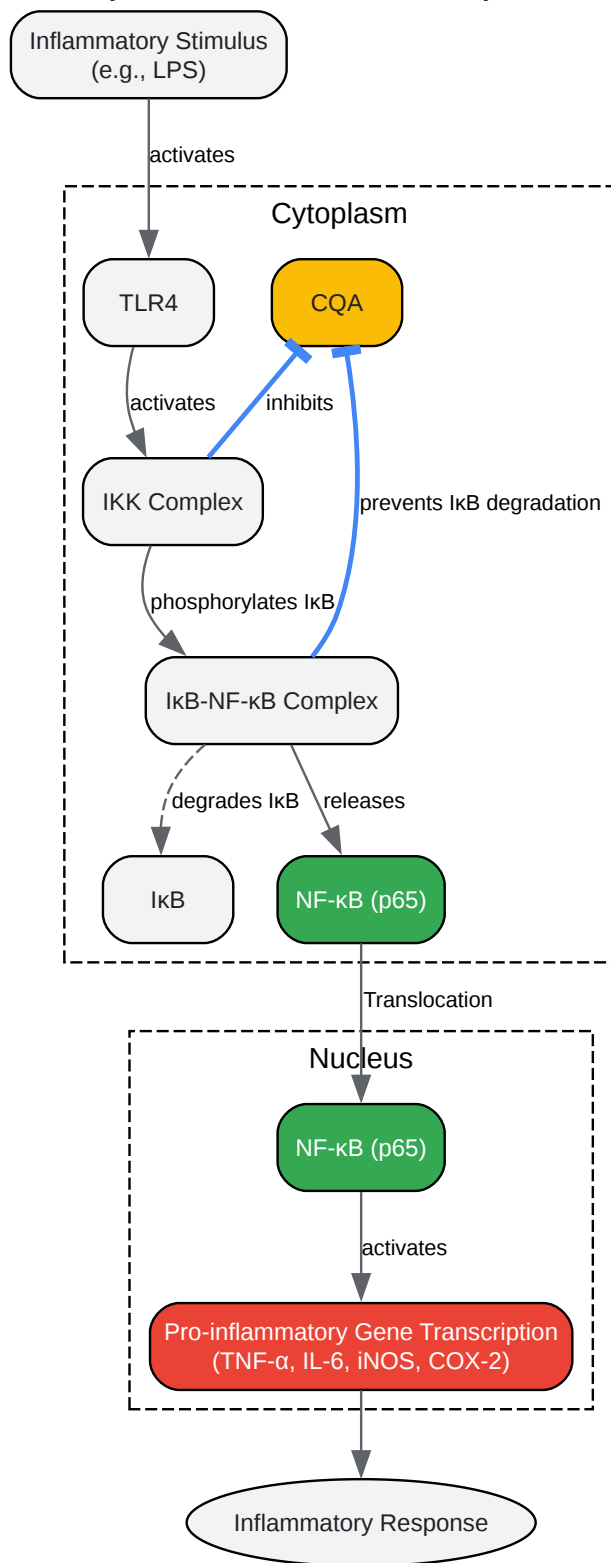 Inflammatory Stimulus
(e.g., LPS)
activates
Cytoplasm
TLR4
CQA
activates
inhibits
IKK Complex
prevents IκB degradation
phosphorylates IκB
IκB-NF-κB Complex
degrades IκB
releases
IκB
NF-κB (p65)
Translocation
Nucleus
NF-κB (p65)
activates
Pro-inflammatory Gene Transcription
(TNF-α, IL-6, iNOS, COX-2)
Inflammatory Response